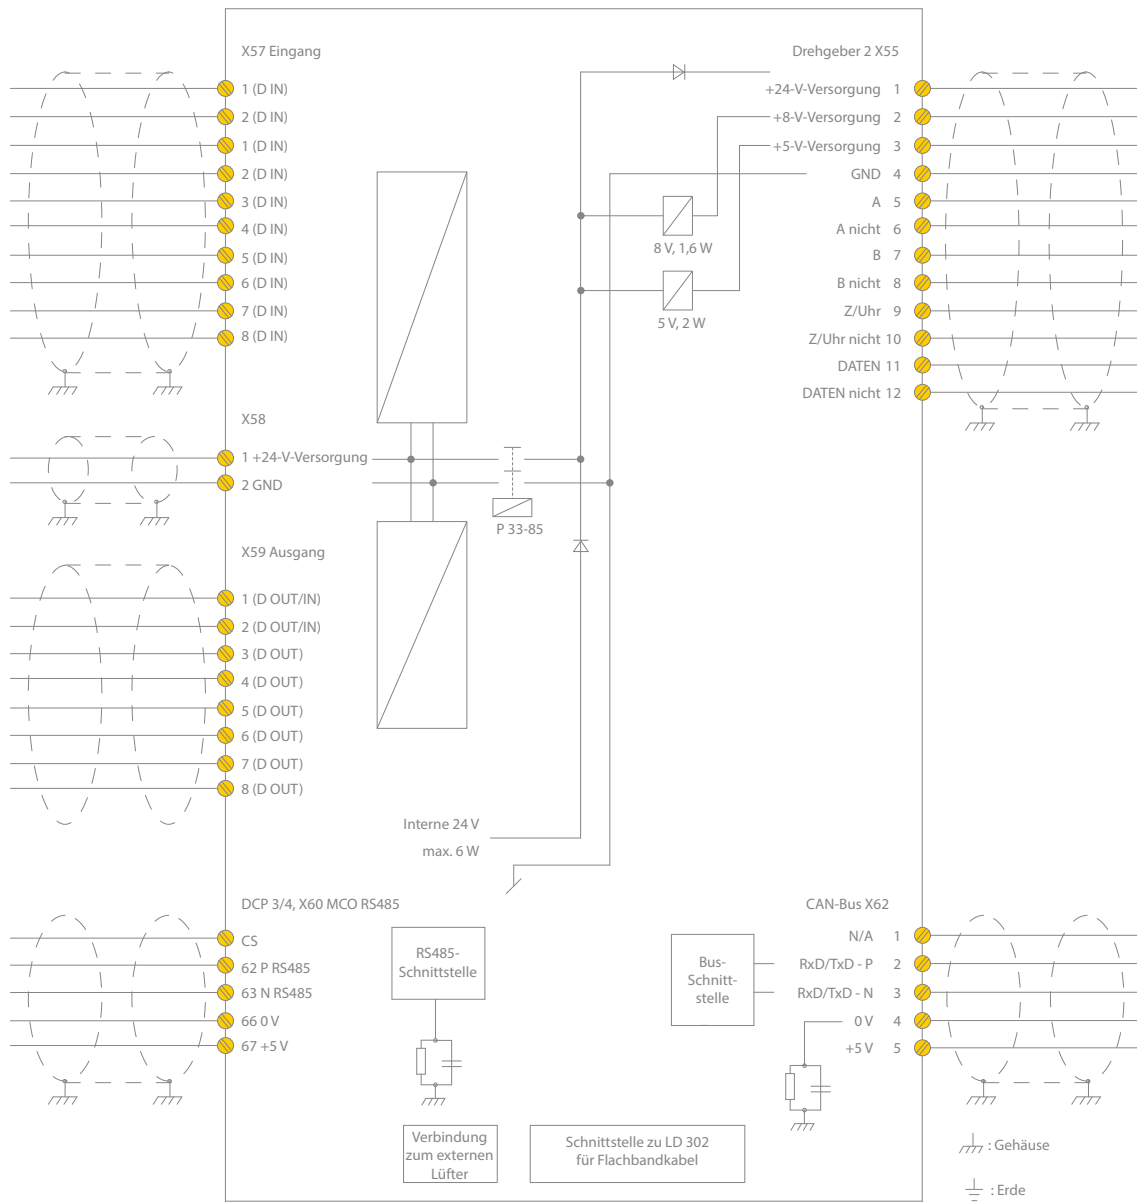 X57 Eingang
1 (D IN)
2 (D IN)
1 (D IN)
2 (D IN)
3 (D IN)
4 (D IN)
5 (D IN)
6 (D IN)
7 (D IN)
8 (D IN)
Drehgeber 2 X55
+24-V-Versorgung 1
+8-V-Versorgung 2
+5-V-Versorgung 3
GND 4
A 5
A nicht 6
B 7
B nicht 8
Z/Uhr 9
Z/Uhr nicht 10
DATEN 11
DATEN nicht 12
8 V, 1,6 W
5 V, 2 W
X58
1 +24-V-Versorgung
2 GND
P 33-85
X59 Ausgang
1 (D OUT/IN)
2 (D OUT/IN)
3 (D OUT)
4 (D OUT)
5 (D OUT)
6 (D OUT)
7 (D OUT)
8 (D OUT)
Interne 24 V
max. 6 W
DCP 3/4, X60 MCO RS485
CS
62 P RS485
63 N RS485
66 0 V
67 +5 V
RS485-
Schnittstelle
CAN-Bus X62
N/A 1
RxD/TxD - P 2
RxD/TxD - N 3
0 V 4
+5 V 5
Bus-
Schnitt-
stelle
Verbindung
zum externen
Lüfter
Schnittstelle zu LD 302
für Flachbandkabel
: Gehäuse
: Erde